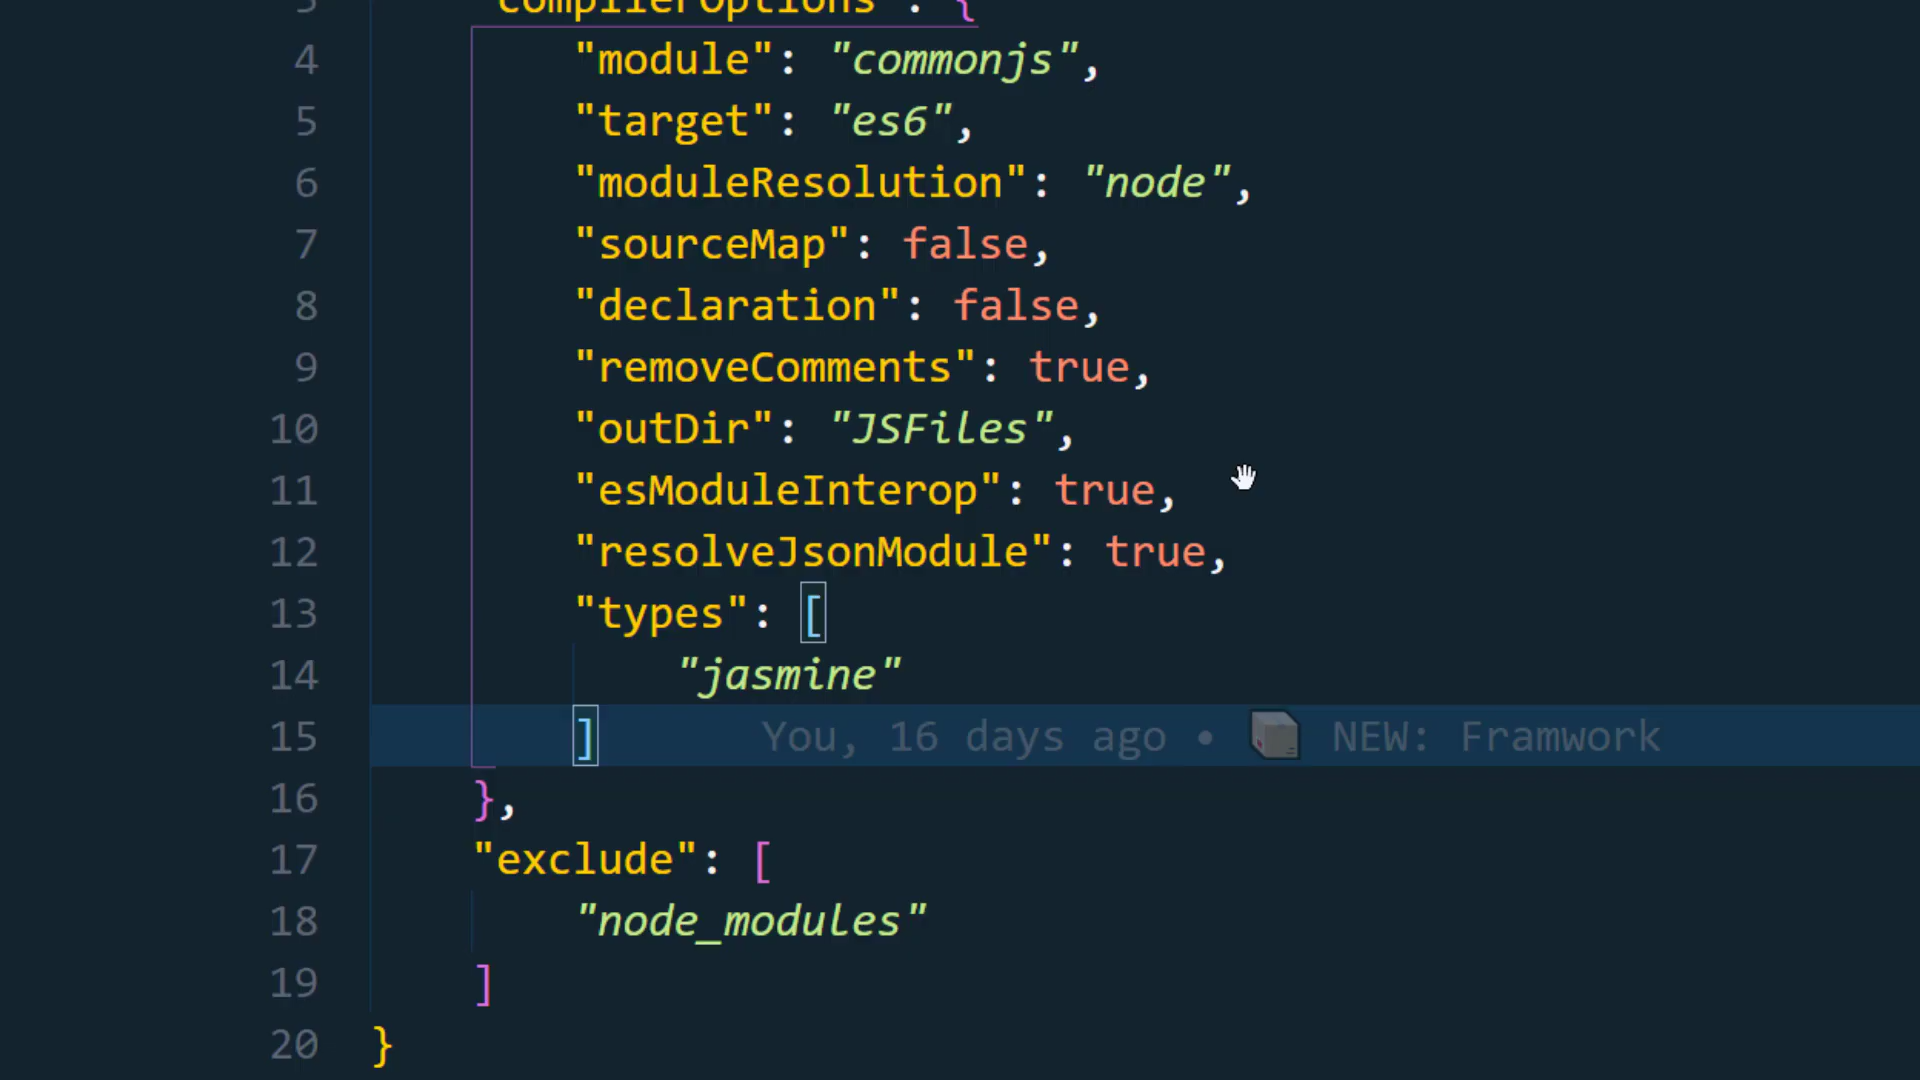 3 "compilerOptions": {
4 "module": "commonjs",
5 "target": "es6",
6 "moduleResolution": "node",
7 "sourceMap": false,
8 "declaration": false,
9 "removeComments": true,
10 "outDir": "JSFiles",
11 "esModuleInterop": true,
12 "resolveJsonModule": true,
13 "types": [
14 "jasmine"
15 ] You, 16 days ago • NEW: Framwork
16 },
17 "exclude": [
18 "node_modules"
19 ]
20 }